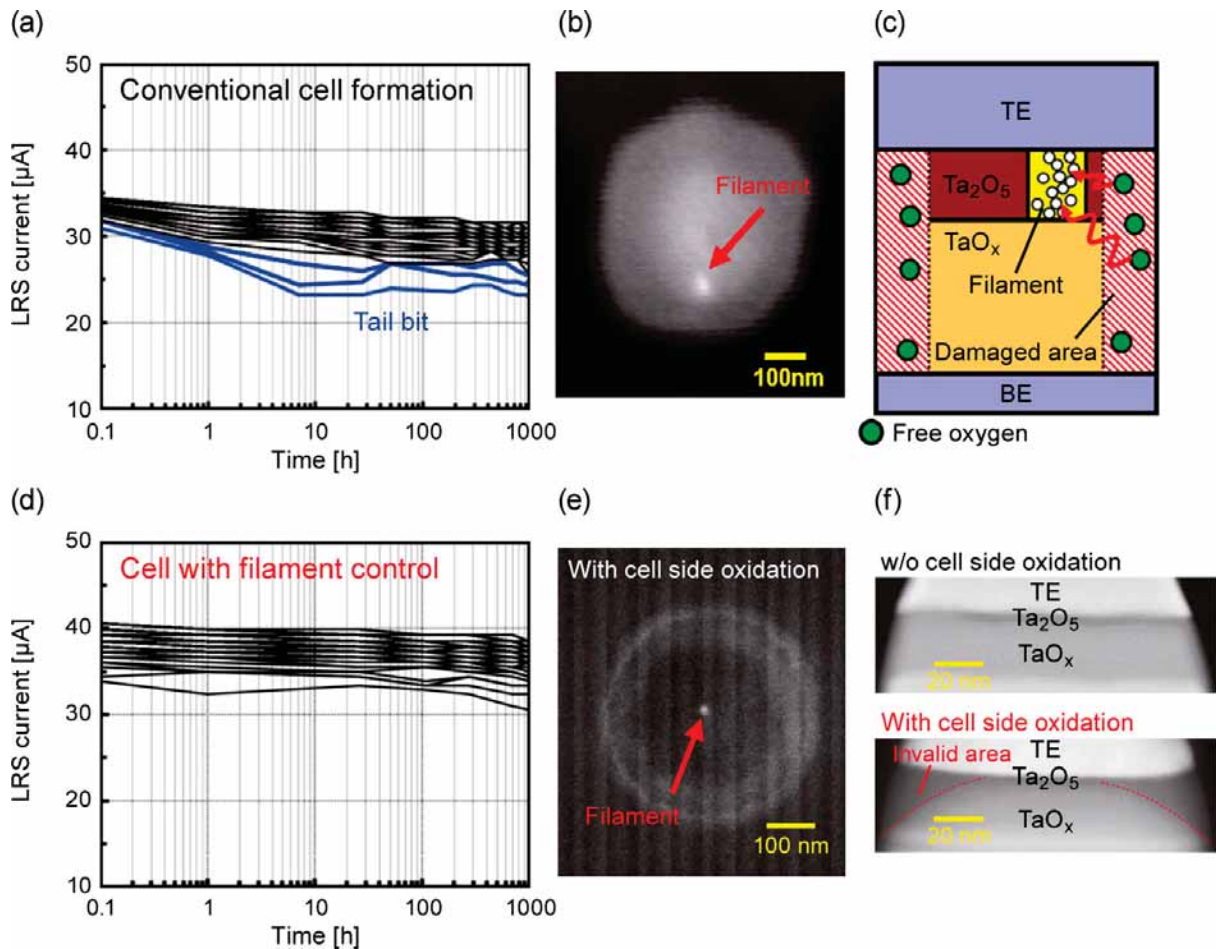 (a)
50
40
30
20
10
LRS current [µA]
Conventional cell formation
Tail bit
0.1 1 10 100 1000
Time [h]
(b)
Filament
100nm
(c)
TE
Ta2O5
TaOx
Filament
Damaged area
BE
Free oxygen
(d)
50
40
30
20
10
LRS current [µA]
Cell with filament control
0.1 1 10 100 1000
Time [h]
(e)
With cell side oxidation
Filament
100 nm
(f)
w/o cell side oxidation
TE
Ta2O5
TaOx
20 nm
With cell side oxidation
Invalid area
TE
Ta2O5
TaOx
20 nm